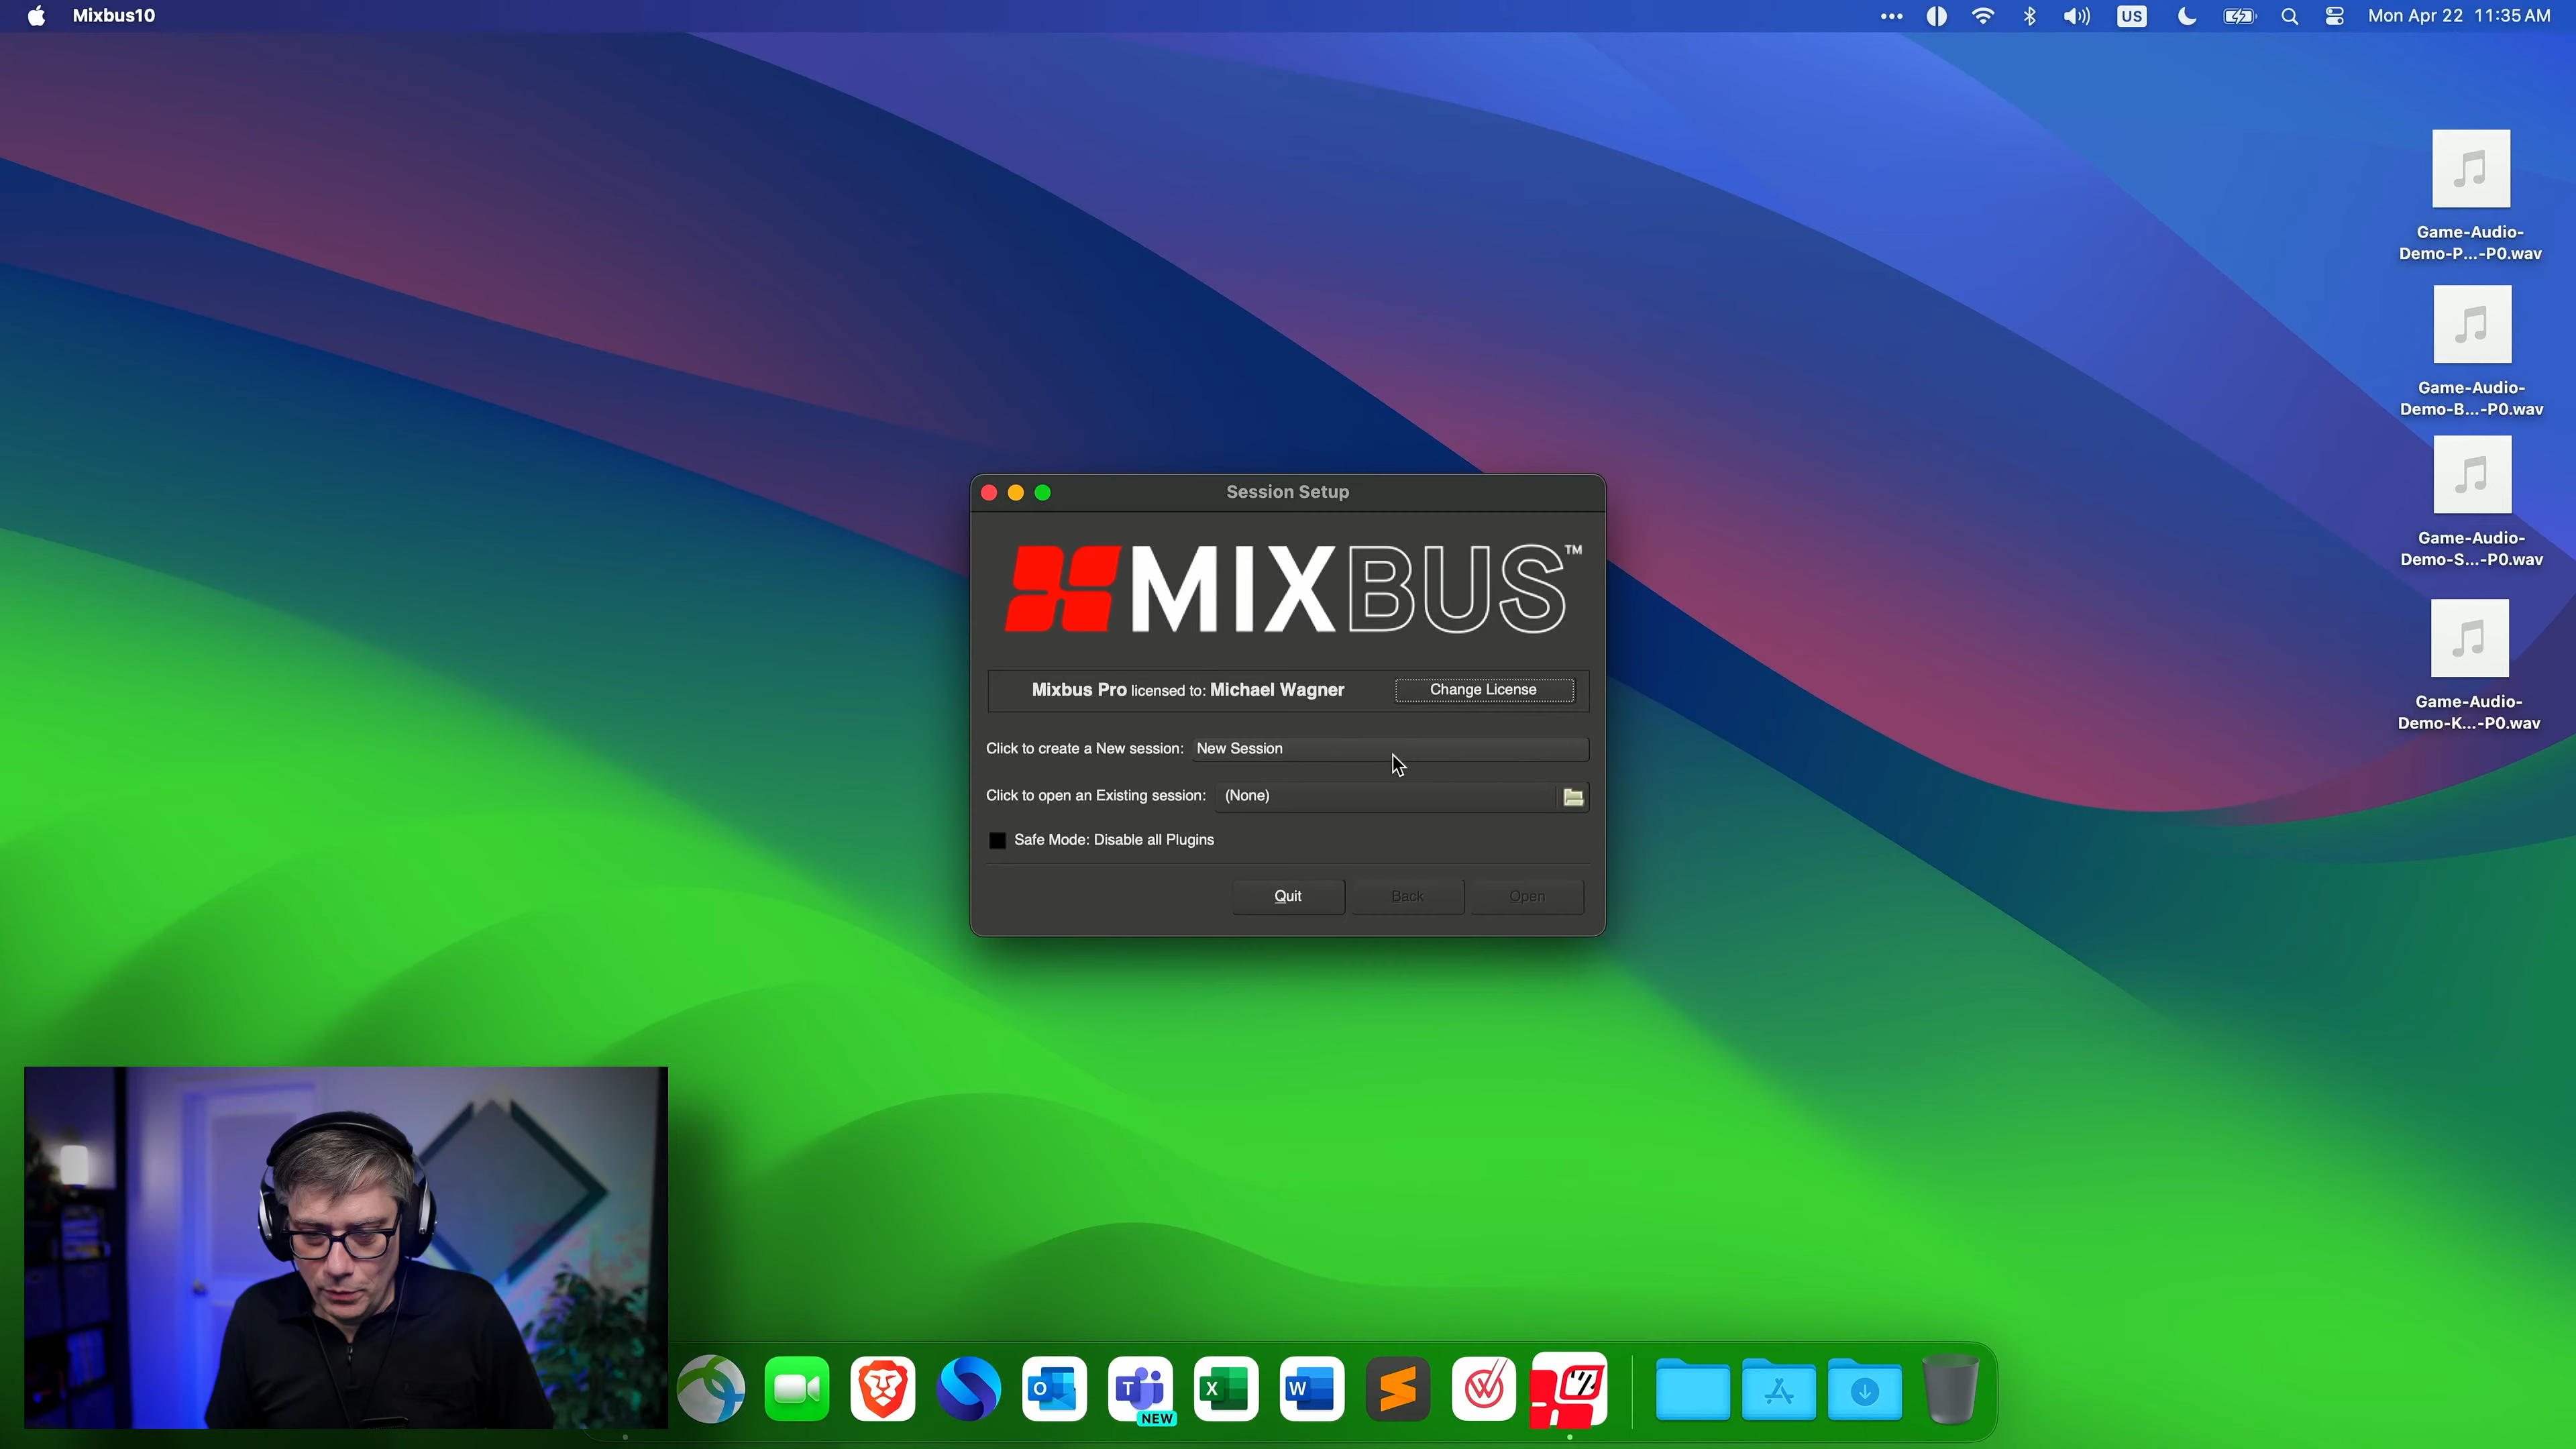 Mixbus10
US
Mon Apr 22 11:35 AM
Game-Audio-
Demo-P...-P0.wav
Game-Audio-
Demo-B...-P0.wav
Game-Audio-
Demo-S...-P0.wav
Game-Audio-
Demo-K...-P0.wav
Session Setup
MIXBUS™
Mixbus Pro licensed to: Michael Wagner
Change License
Click to create a New session: New Session
Click to open an Existing session: (None)
Safe Mode: Disable all Plugins
Quit Back Open
O
T
NEW
X
W
W